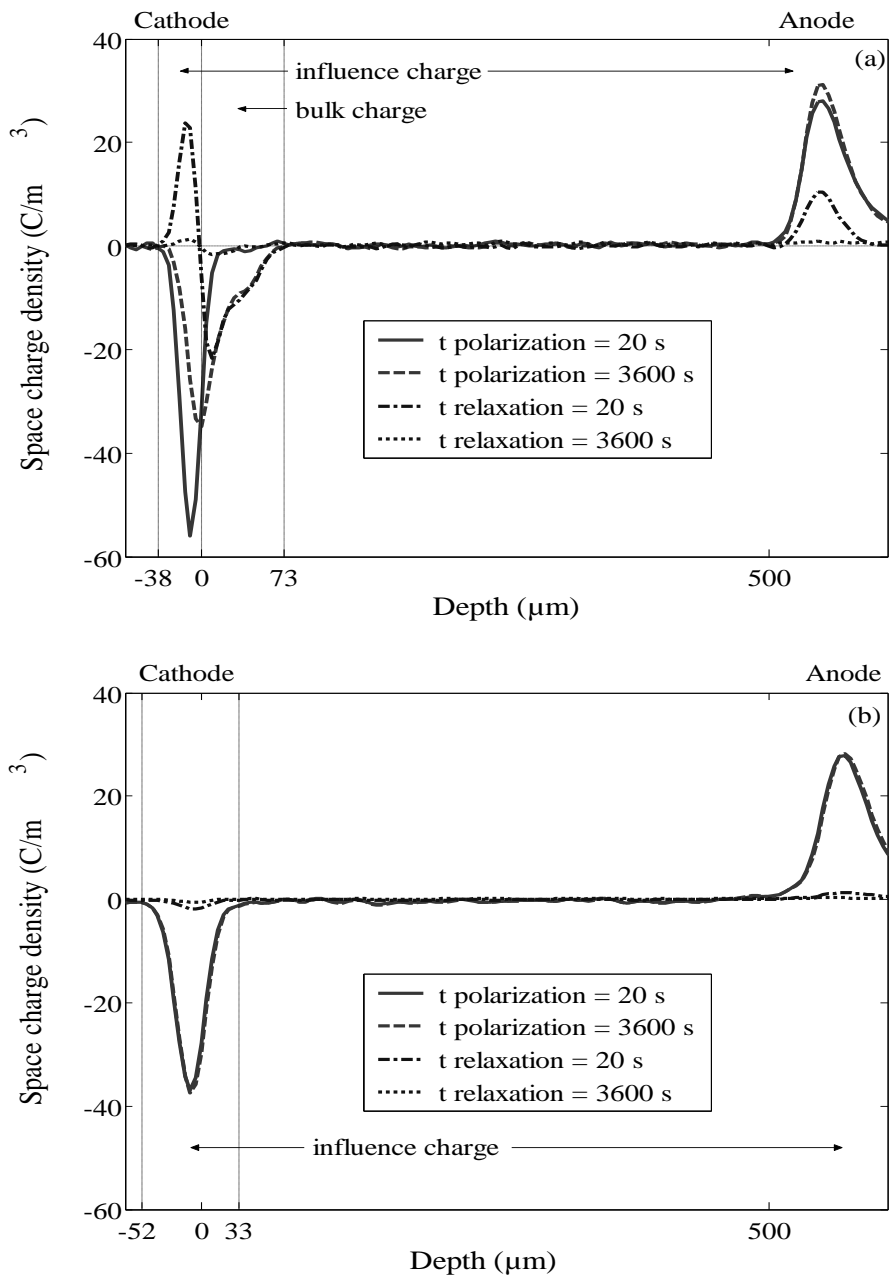 Cathode Anode
40
(a)
influence charge
bulk charge
20
0
-20
-40
-60
Space charge density (C/m 3)
t polarization = 20 s
t polarization = 3600 s
t relaxation = 20 s
t relaxation = 3600 s
-38 0 73 500
Depth (μm)
Cathode Anode
40
(b)
20
0
-20
-40
-60
Space charge density (C/m 3)
t polarization = 20 s
t polarization = 3600 s
t relaxation = 20 s
t relaxation = 3600 s
influence charge
-52 0 33 500
Depth (μm)